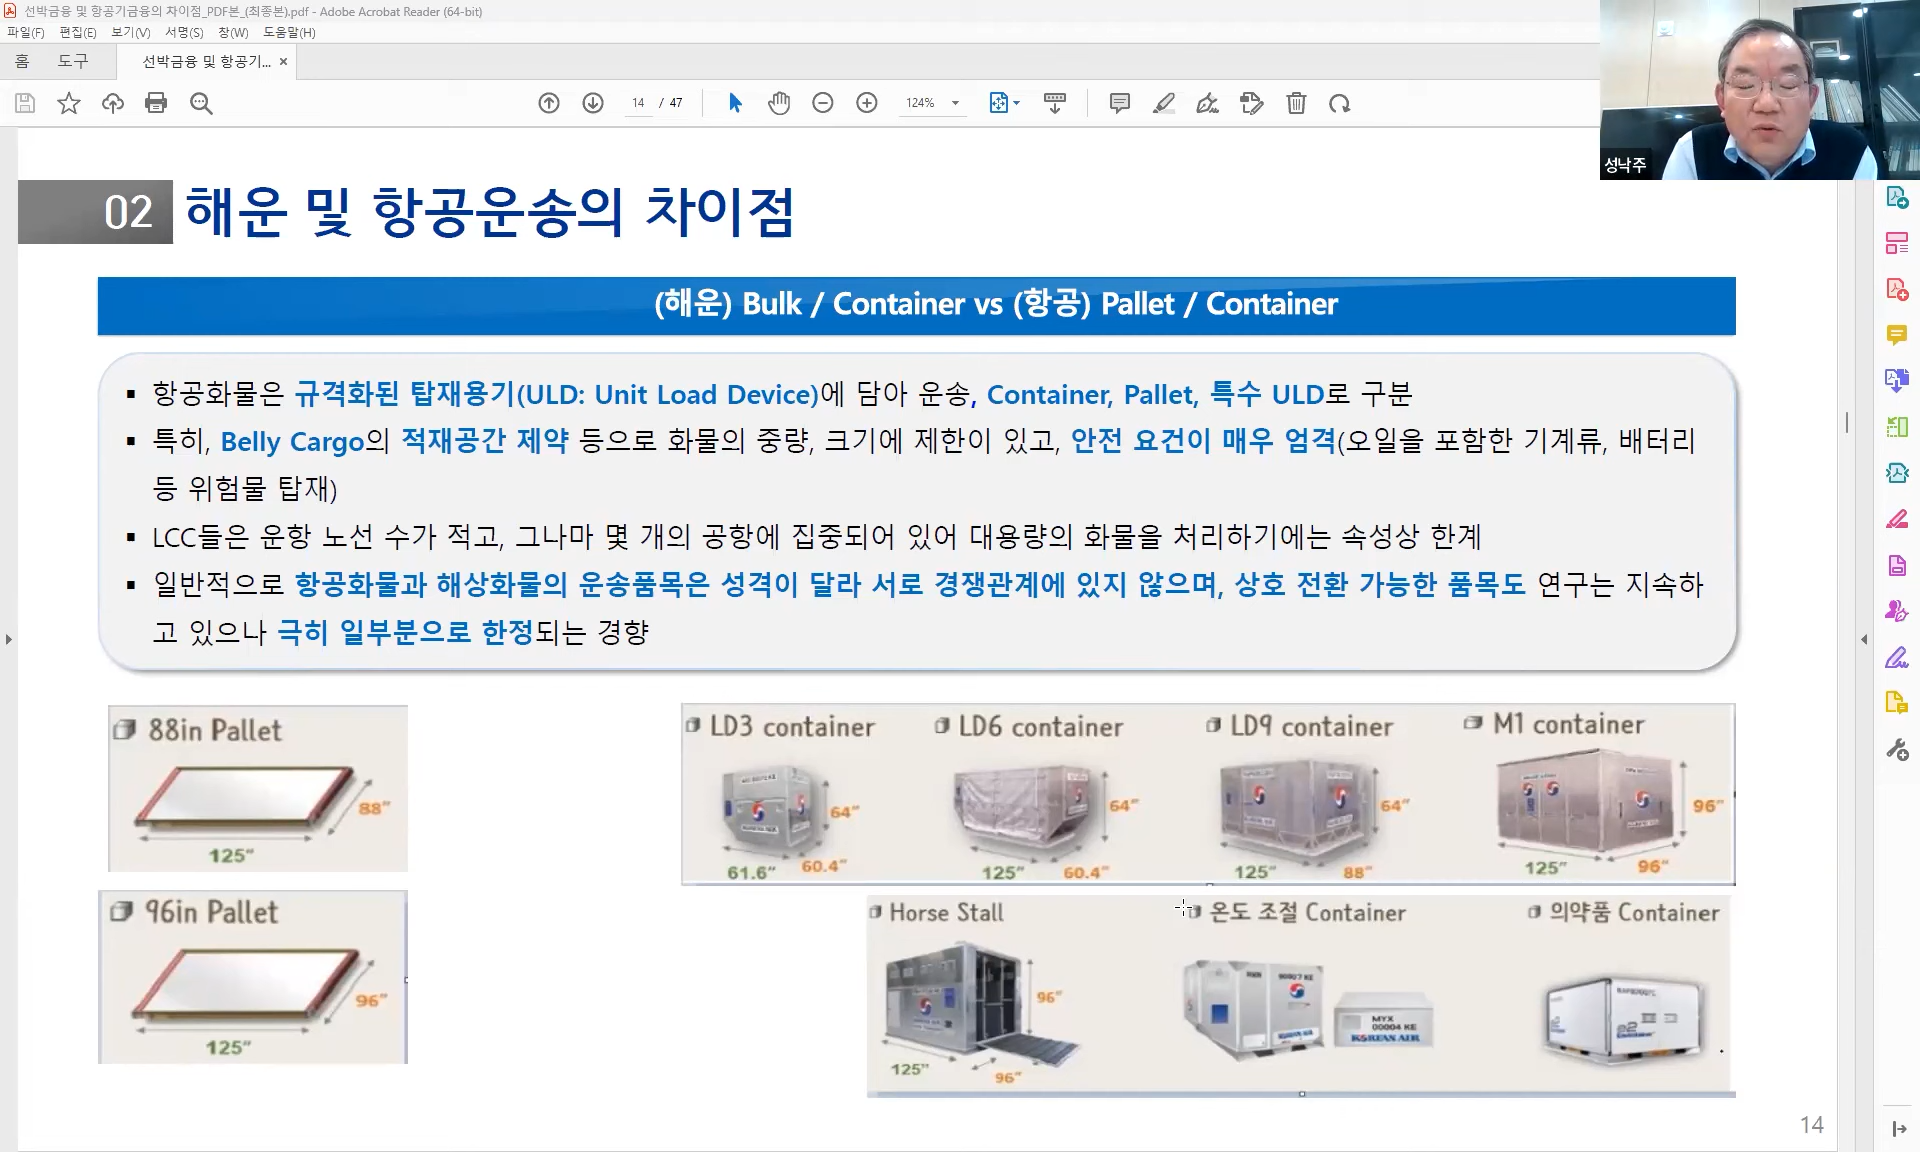 선박금융 및 항공기금융의 차이점_PDF본_(최종본).pdf - Adobe Acrobat Reader (64-bit)
파일(F) 편집(E) 보기(V) 서명(S) 창(W) 도움말(H)
홈 도구 선박금융 및 항공기... ×
14 / 47 124%
성낙주
02 해운 및 항공운송의 차이점
(해운) Bulk / Container vs (항공) Pallet / Container
▪ 항공화물은 규격화된 탑재용기(ULD: Unit Load Device)에 담아 운송, Container, Pallet, 특수 ULD로 구분
▪ 특히, Belly Cargo의 적재공간 제약 등으로 화물의 중량, 크기에 제한이 있고, 안전 요건이 매우 엄격(오일을 포함한 기계류, 배터리
등 위험물 탑재)
▪ LCC들은 운항 노선 수가 적고, 그나마 몇 개의 공항에 집중되어 있어 대용량의 화물을 처리하기에는 속성상 한계
▪ 일반적으로 항공화물과 해상화물의 운송품목은 성격이 달라 서로 경쟁관계에 있지 않으며, 상호 전환 가능한 품목도 연구는 지속하
고 있으나 극히 일부분으로 한정되는 경향
88in Pallet
88"
125"
96in Pallet
96"
125"
LD3 container LD6 container LD9 container M1 container
64" 64" 64" 96"
61.6" 60.4" 125" 60.4" 125" 88" 125" 96"
Horse Stall 온도 조절 Container 의약품 Container
96"
125" 96"
MYX
00004 KE
KOREAN AIR
14